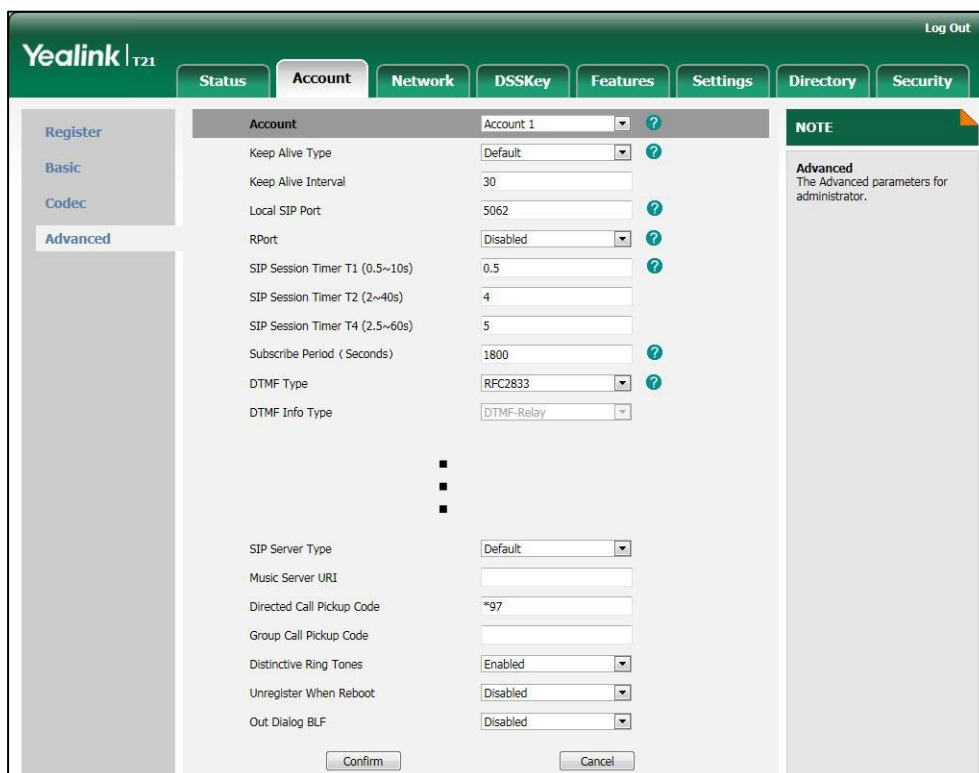 Log Out
Yealink T21
Status Account Network DSSKey Features Settings Directory Security
Register
Basic
Codec
Advanced
Account Account 1 ?
Keep Alive Type Default ?
Keep Alive Interval 30
Local SIP Port 5062 ?
RPort Disabled ?
SIP Session Timer T1 (0.5~10s) 0.5 ?
SIP Session Timer T2 (2~40s) 4
SIP Session Timer T4 (2.5~60s) 5
Subscribe Period (Seconds) 1800 ?
DTMF Type RFC2833 ?
DTMF Info Type DTMF-Relay
SIP Server Type Default
Music Server URI
Directed Call Pickup Code *97
Group Call Pickup Code
Distinctive Ring Tones Enabled
Unregister When Reboot Disabled
Out Dialog BLF Disabled
Confirm Cancel
NOTE
Advanced
The Advanced parameters for
administrator.